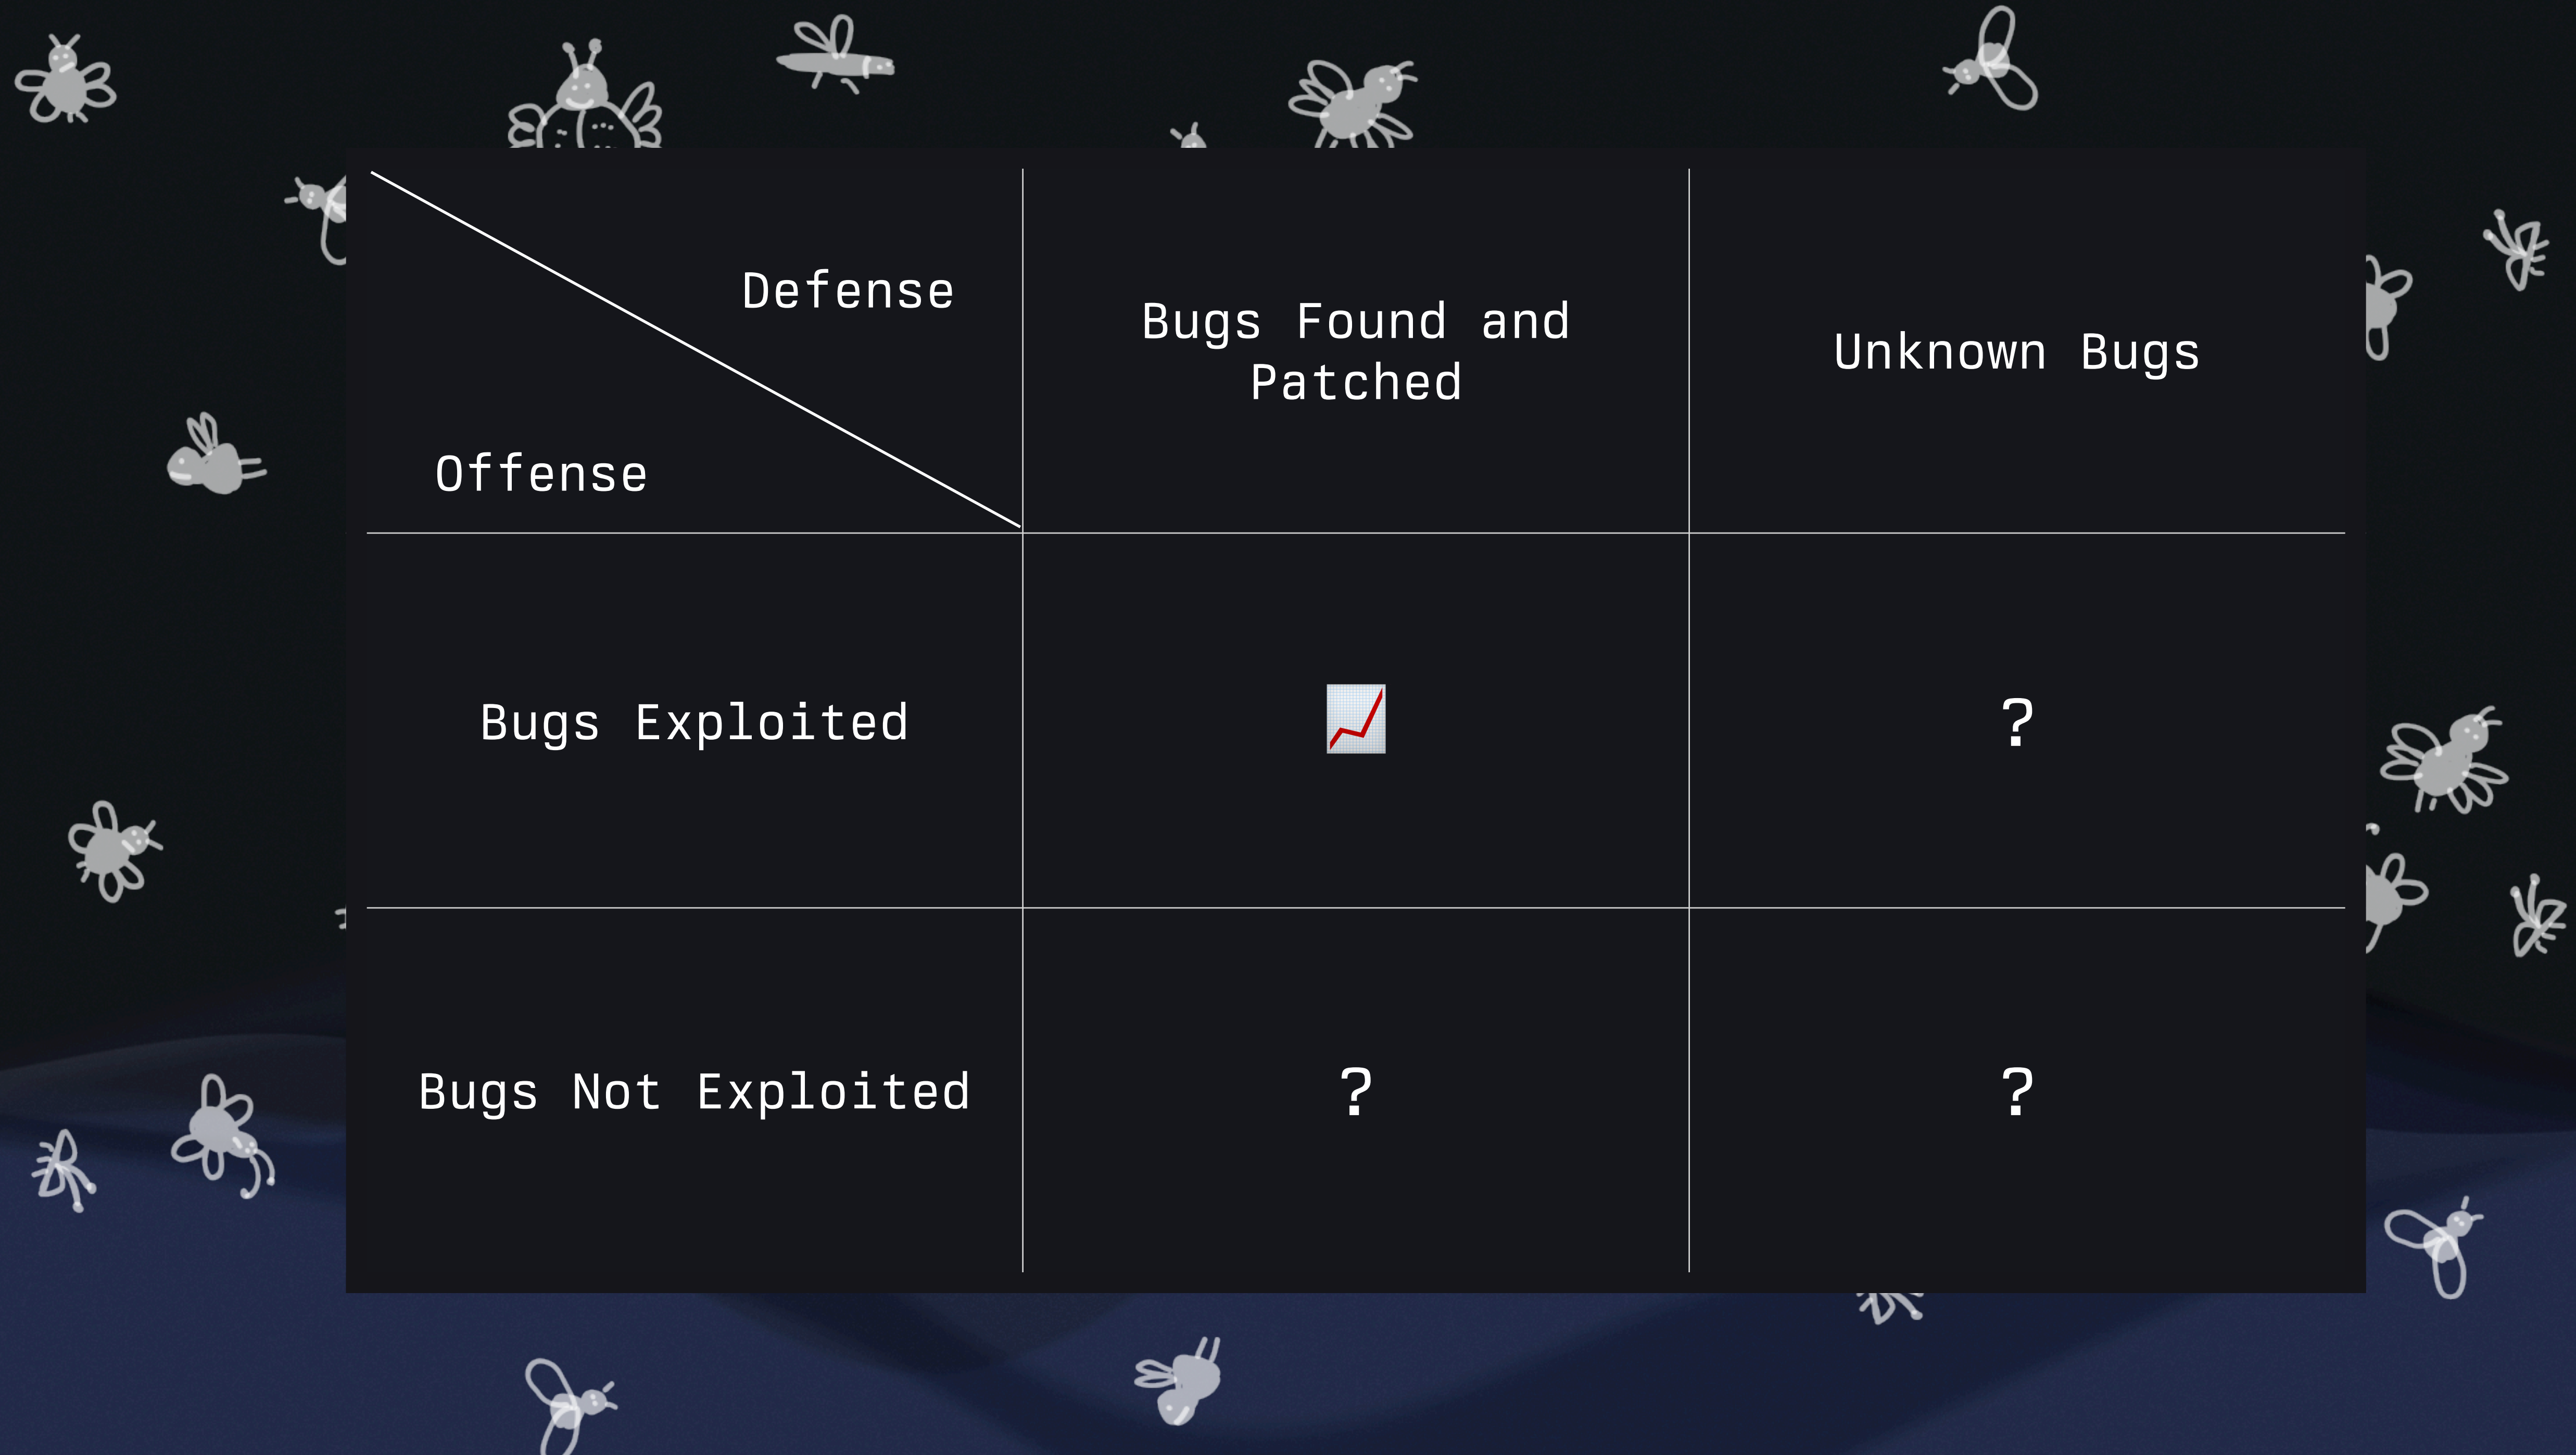 Defense
Offense
Bugs Found and
Patched
Unknown Bugs
Bugs Exploited
?
Bugs Not Exploited
?
?